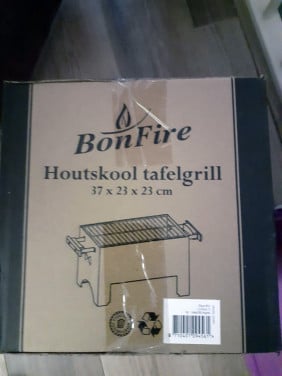 BonFire
Houtskool tafelgrill
37 x 23 x 23 cm